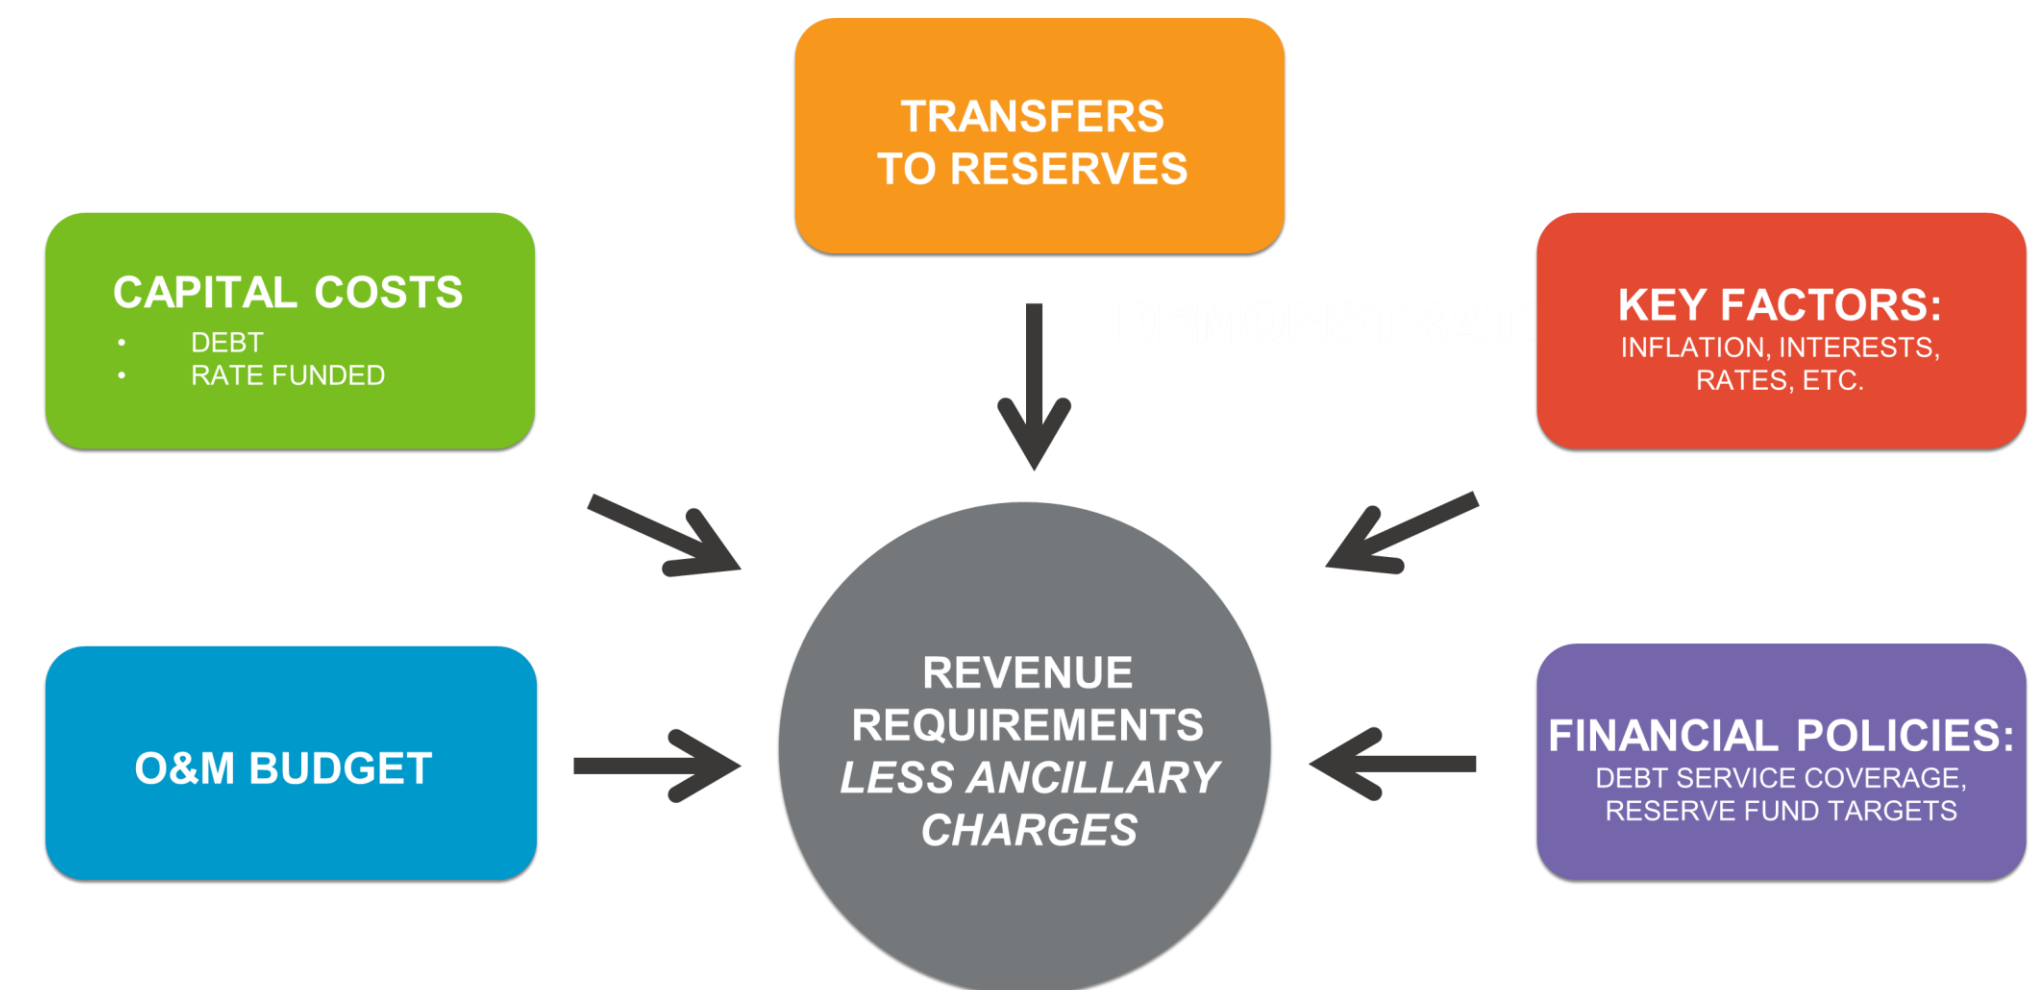 TRANSFERS
TO RESERVES
CAPITAL COSTS
• DEBT
• RATE FUNDED
KEY FACTORS:
INFLATION, INTERESTS,
RATES, ETC.
O&M BUDGET
REVENUE
REQUIREMENTS
LESS ANCILLARY
CHARGES
FINANCIAL POLICIES:
DEBT SERVICE COVERAGE,
RESERVE FUND TARGETS